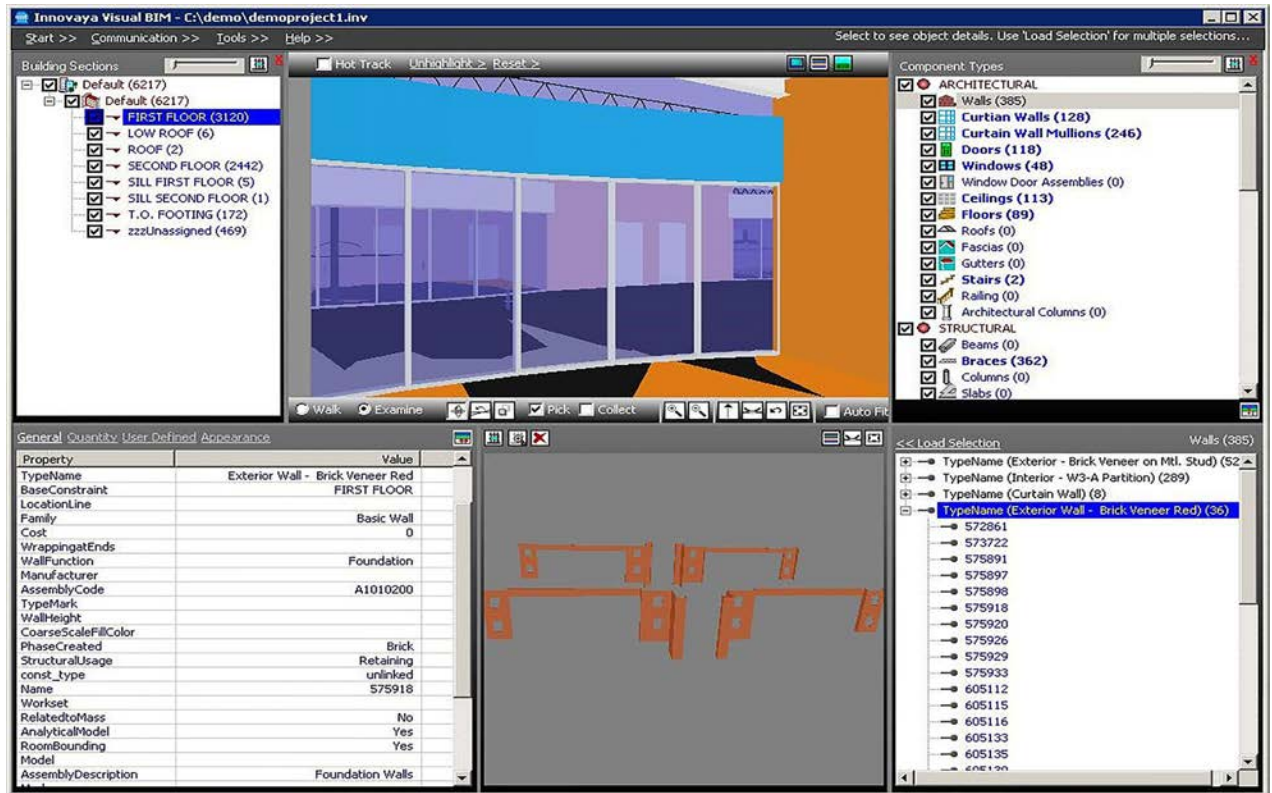 Innovaya Visual BIM - C:\demo\demoproject1.inv
Start >> Communication >> Tools >> Help >> Select to see object details. Use 'Load Selection' for multiple selections...
Building Sections
Default (6217)
Default (6217)
FIRST FLOOR (3120)
LOW ROOF (6)
ROOF (2)
SECOND FLOOR (2442)
SILL FIRST FLOOR (5)
SILL SECOND FLOOR (1)
T.O. FOOTING (172)
zzzUnassigned (469)
Hot Track Unhighlight > Reset >
Walk Examine Pick Collect Auto Fit
Component Types
ARCHITECTURAL
Walls (385)
Curtian Walls (128)
Curtain Wall Mullions (246)
Doors (118)
Windows (48)
Window Door Assemblies (0)
Ceilings (113)
Floors (89)
Roofs (0)
Fascias (0)
Gutters (0)
Stairs (2)
Railing (0)
Architectural Columns (0)
STRUCTURAL
Beams (0)
Braces (362)
Columns (0)
Slabs (0)
General Quantity User Defined Appearance
Property Value
TypeName Exterior Wall - Brick Veneer Red
BaseConstraint FIRST FLOOR
LocationLine
Family Basic Wall
Cost 0
WrappingatEnds
WallFunction Foundation
Manufacturer
AssemblyCode A1010200
TypeMark
WallHeight
CoarseScaleFillColor
PhaseCreated Brick
StructuralUsage Retaining
const_type unlinked
Name 575918
Workset
RelatedtoMass No
AnalyticalModel Yes
RoomBounding Yes
Model
AssemblyDescription Foundation Walls
<< Load Selection Walls (385)
TypeName (Exterior - Brick Veneer on Mtl. Stud) (52
TypeName (Interior - W3-A Partition) (289)
TypeName (Curtain Wall) (8)
TypeName (Exterior Wall - Brick Veneer Red) (36)
572861
573722
575891
575897
575898
575918
575920
575926
575929
575933
605112
605115
605116
605133
605135